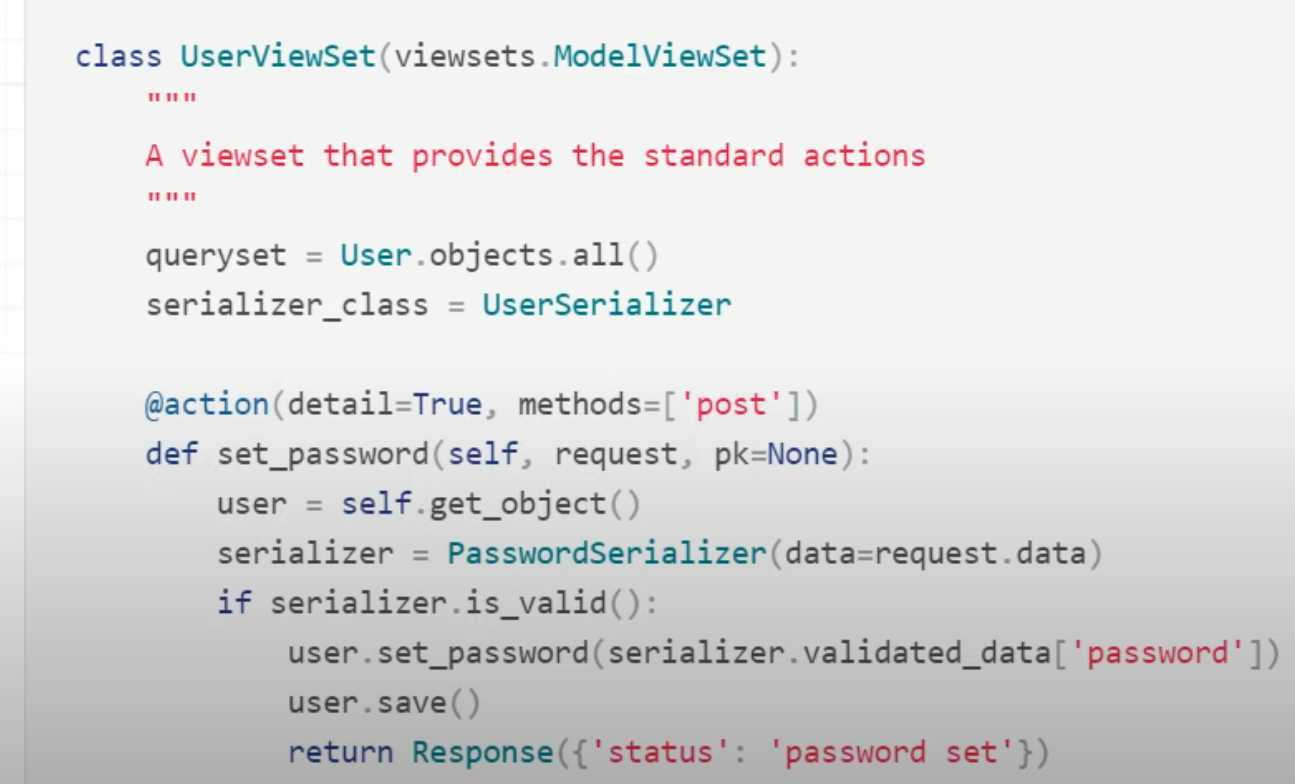 class UserViewSet(viewsets.ModelViewSet):
"""
A viewset that provides the standard actions
"""
queryset = User.objects.all()
serializer_class = UserSerializer
@action(detail=True, methods=['post'])
def set_password(self, request, pk=None):
user = self.get_object()
serializer = PasswordSerializer(data=request.data)
if serializer.is_valid():
user.set_password(serializer.validated_data['password'])
user.save()
return Response({'status': 'password set'})